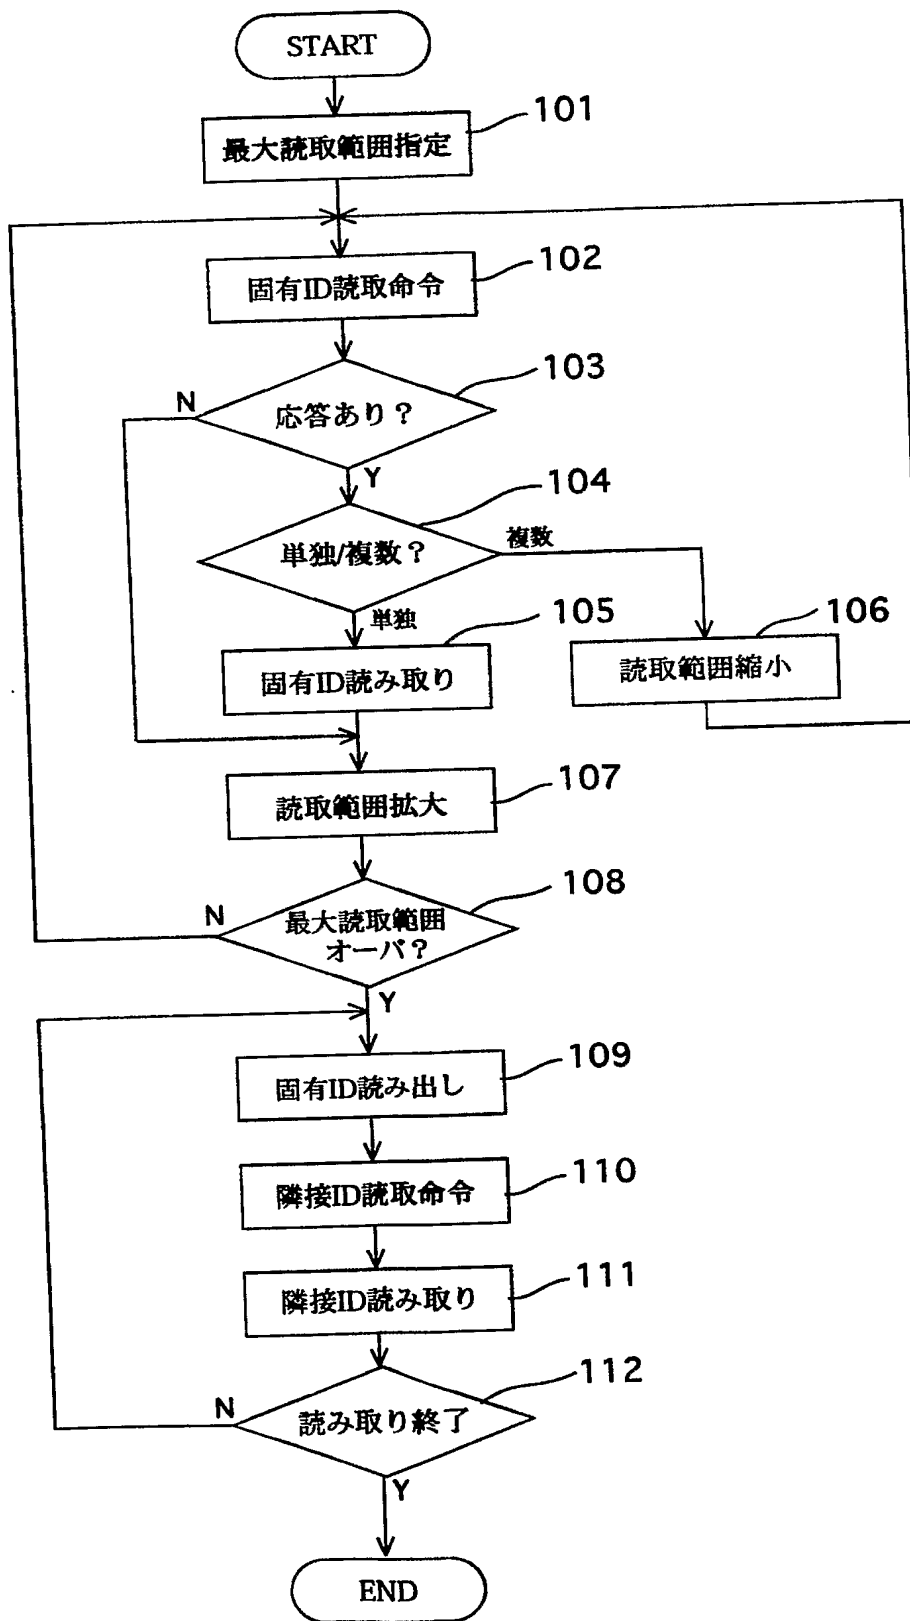 START
101
最大読取範囲指定
102
固有ID読取命令
103
N
応答あり？
Y
104
単独/複数？
複数
単独
105
106
固有ID読み取り
読取範囲縮小
107
読取範囲拡大
108
N
最大読取範囲
オーバ？
Y
109
固有ID読み出し
110
隣接ID読取命令
111
隣接ID読み取り
112
N
読み取り終了
Y
END